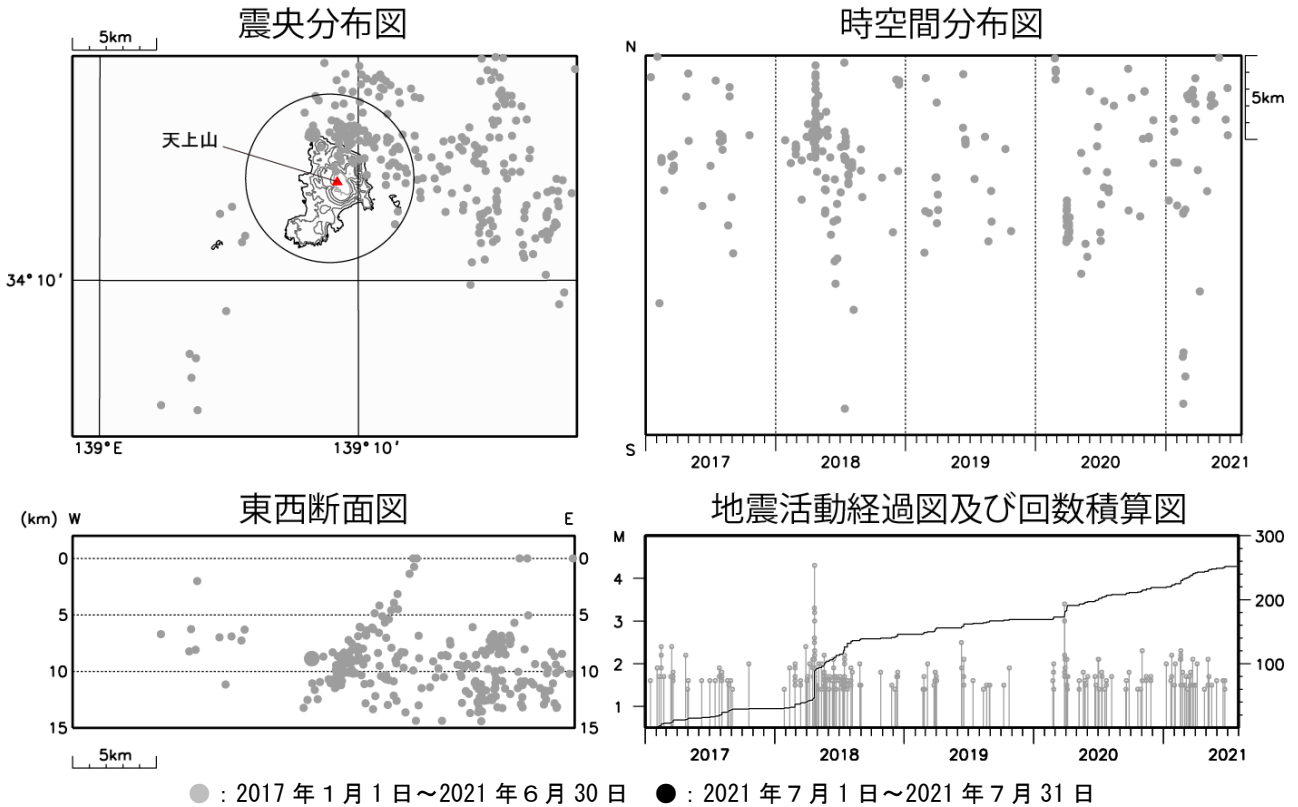 震央分布図
5km
天上山
34°10′
139°E
139°10′
時空間分布図
N
5km
S
2017
2018
2019
2020
2021
東西断面図
(km) W
E
0
0
5
5
10
10
15
15
5km
地震活動経過図及び回数積算図
M
300
4
3
200
2
100
1
2017
2018
2019
2020
2021
：2017 年 1 月 1 日～2021 年 6 月 30 日
：2021 年 7 月 1 日～2021 年 7 月 31 日